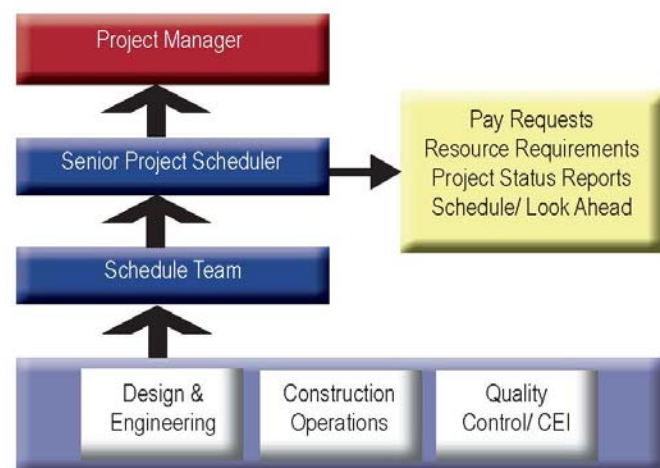 Project Manager
Senior Project Scheduler
Pay Requests
Resource Requirements
Project Status Reports
Schedule/ Look Ahead
Schedule Team
Design &
Engineering
Construction
Operations
Quality
Control/ CEI